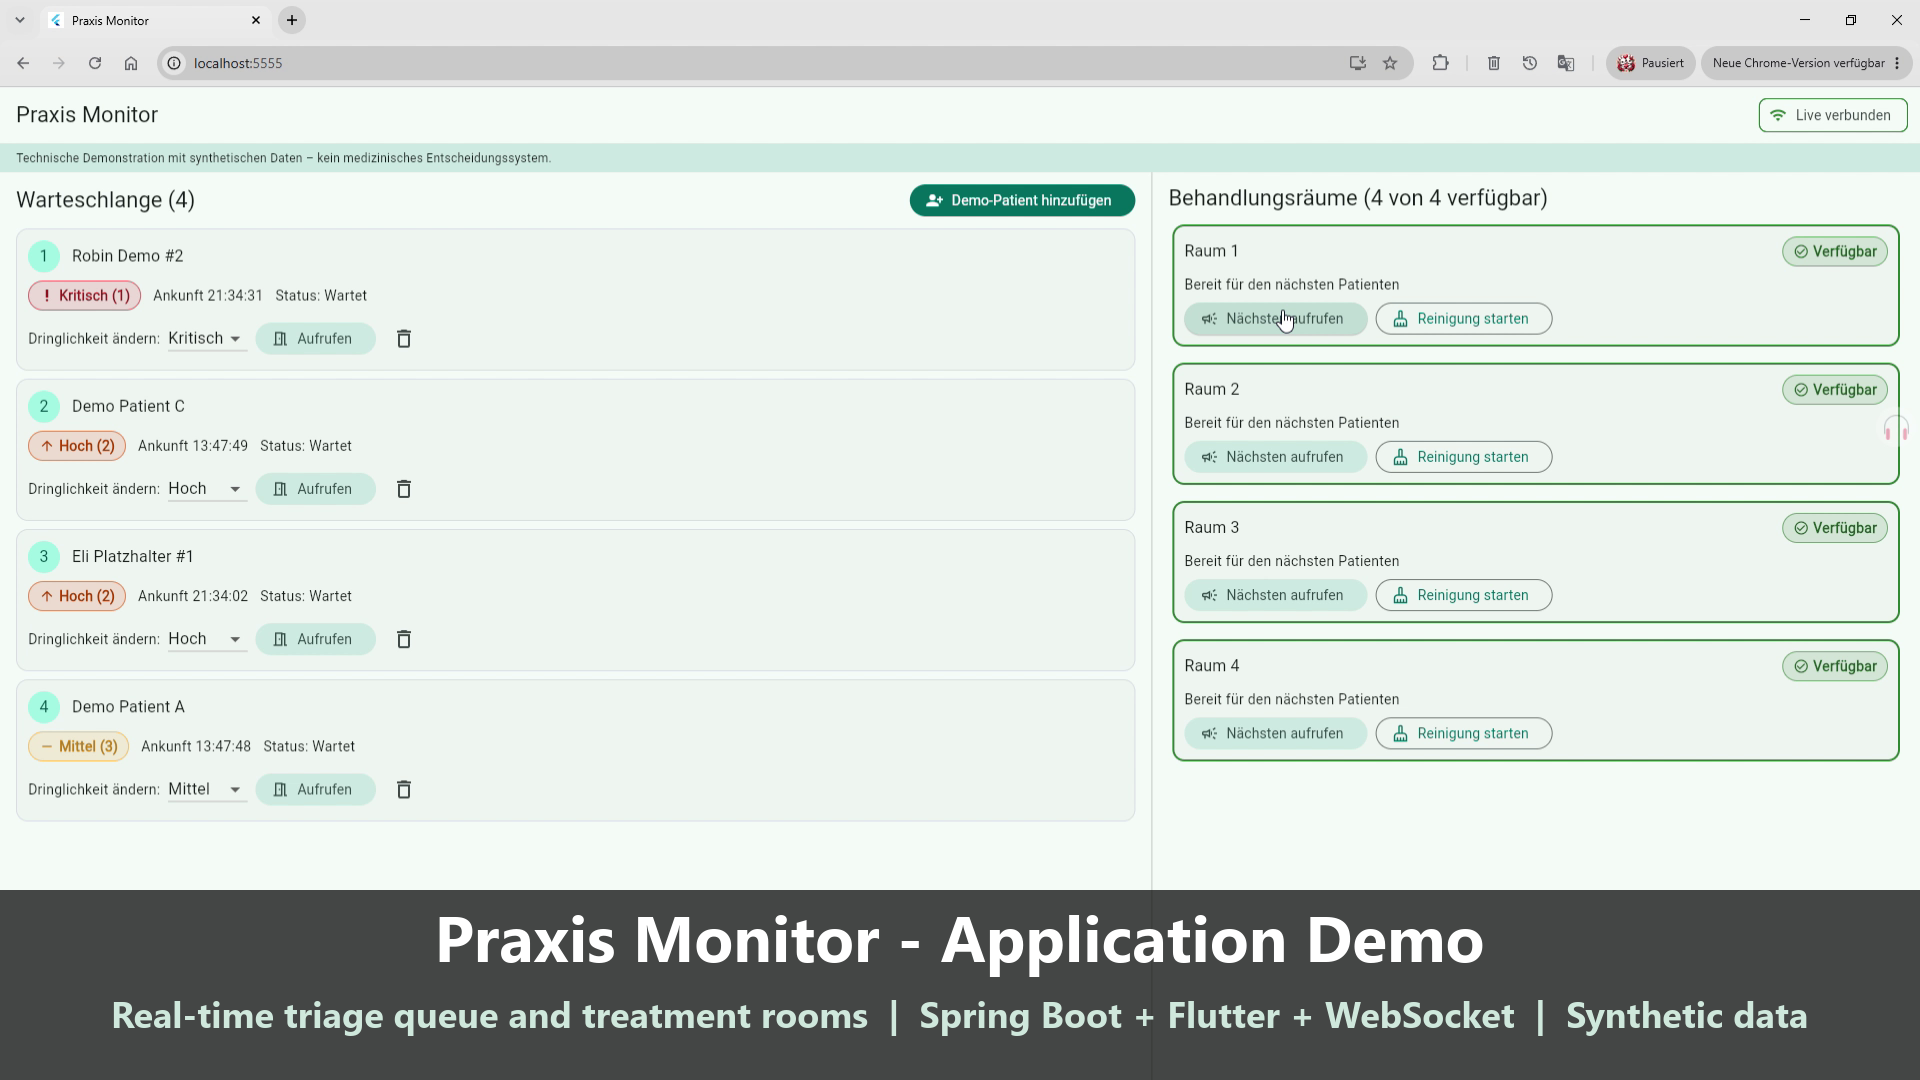 Praxis Monitor
localhost:5555
Pausiert
Neue Chrome-Version verfügbar
Praxis Monitor
Live verbunden
Technische Demonstration mit synthetischen Daten – kein medizinisches Entscheidungssystem.
Warteschlange (4)
Demo-Patient hinzufügen
1 Robin Demo #2
! Kritisch (1) Ankunft 21:34:31 Status: Wartet
Dringlichkeit ändern: Kritisch Aufrufen
2 Demo Patient C
Hoch (2) Ankunft 13:47:49 Status: Wartet
Dringlichkeit ändern: Hoch Aufrufen
3 Eli Platzhalter #1
Hoch (2) Ankunft 21:34:02 Status: Wartet
Dringlichkeit ändern: Hoch Aufrufen
4 Demo Patient A
Mittel (3) Ankunft 13:47:48 Status: Wartet
Dringlichkeit ändern: Mittel Aufrufen
Behandlungsräume (4 von 4 verfügbar)
Raum 1 Verfügbar
Bereit für den nächsten Patienten
Nächsten aufrufen Reinigung starten
Raum 2 Verfügbar
Bereit für den nächsten Patienten
Nächsten aufrufen Reinigung starten
Raum 3 Verfügbar
Bereit für den nächsten Patienten
Nächsten aufrufen Reinigung starten
Raum 4 Verfügbar
Bereit für den nächsten Patienten
Nächsten aufrufen Reinigung starten
Praxis Monitor - Application Demo
Real-time triage queue and treatment rooms | Spring Boot + Flutter + WebSocket | Synthetic data